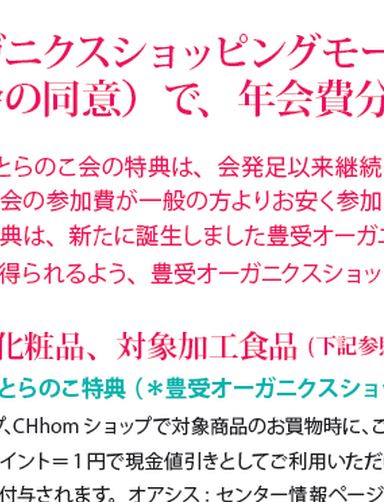 ガニクスショッピングモー
の同意）で、年会費分
とらのこ会の特典は、会発足以来継続
会の参加費が一般の方よりお安く参加
典は、新たに誕生しました豊受オーガニ
得られるよう、豊受オーガニクスショッ
化粧品、対象加工食品（下記参照
とらのこ特典（＊豊受オーガニクスショ
プ、CHhom ショップで対象商品のお買物時に、こ
イント＝1 円で現金値引きとしてご利用いただけ
付与されます。オアシス：センター情報ページ